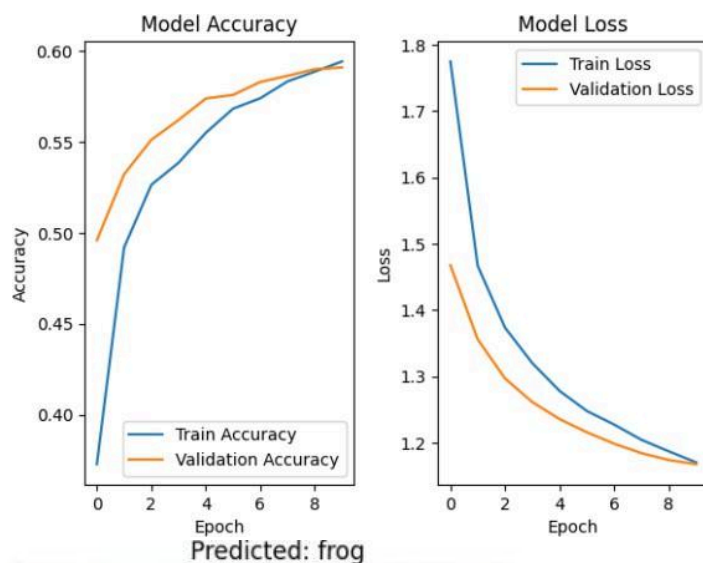 Model Accuracy
0.60
0.55
0.50
0.45
0.40
Accuracy
Train Accuracy
Validation Accuracy
0 2 4 6 8
Epoch
Model Loss
1.8
1.7
1.6
1.5
1.4
1.3
1.2
Loss
Train Loss
Validation Loss
0 2 4 6 8
Epoch
Predicted: frog